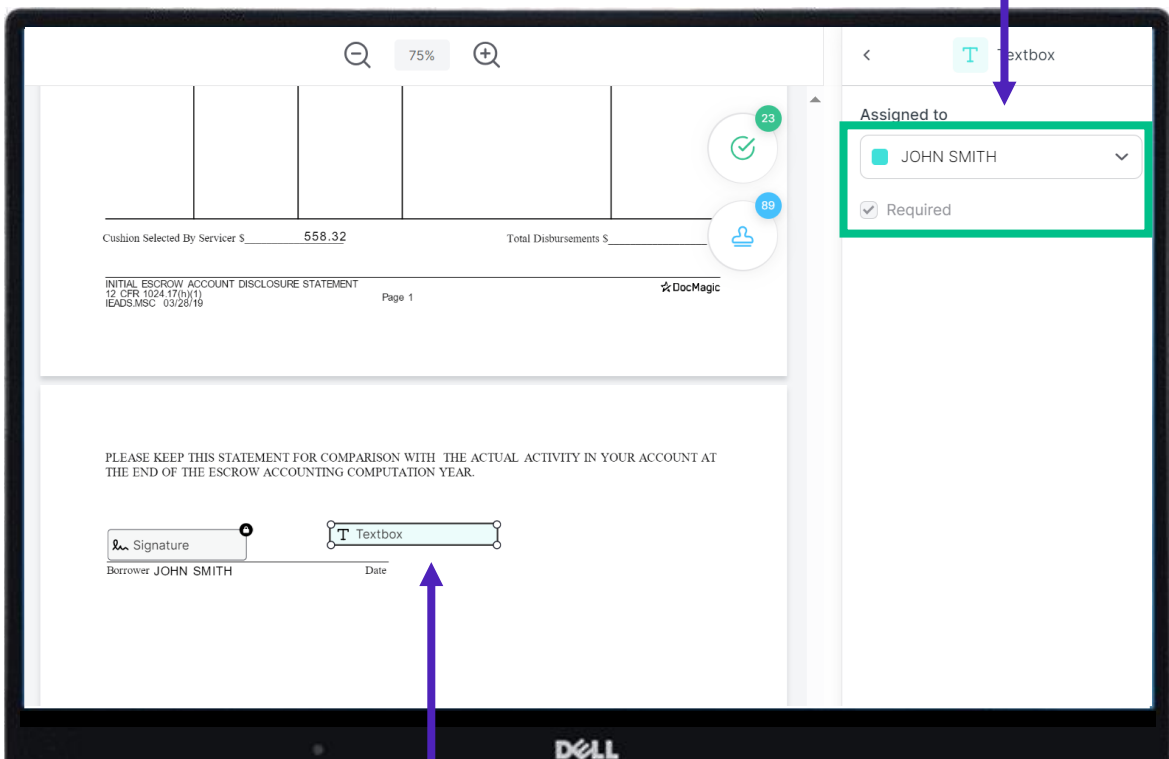 75%
Textbox
Assigned to
JOHN SMITH
Required
23
89
Cushion Selected By Servicer $ 558.32 Total Disbursements $
INITIAL ESCROW ACCOUNT DISCLOSURE STATEMENT
12 CFR 1024.17(h)(1)
IEADS.MSC 03/28/19
Page 1
DocMagic
PLEASE KEEP THIS STATEMENT FOR COMPARISON WITH THE ACTUAL ACTIVITY IN YOUR ACCOUNT AT
THE END OF THE ESCROW ACCOUNTING COMPUTATION YEAR.
Signature
T Textbox
Borrower JOHN SMITH Date
DELL